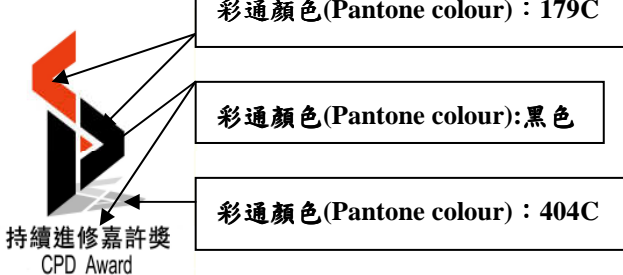 彩通顏色(Pantone colour)：179C
彩通顏色(Pantone colour):黑色
彩通顏色(Pantone colour)：404C
持續進修嘉許獎
CPD Award